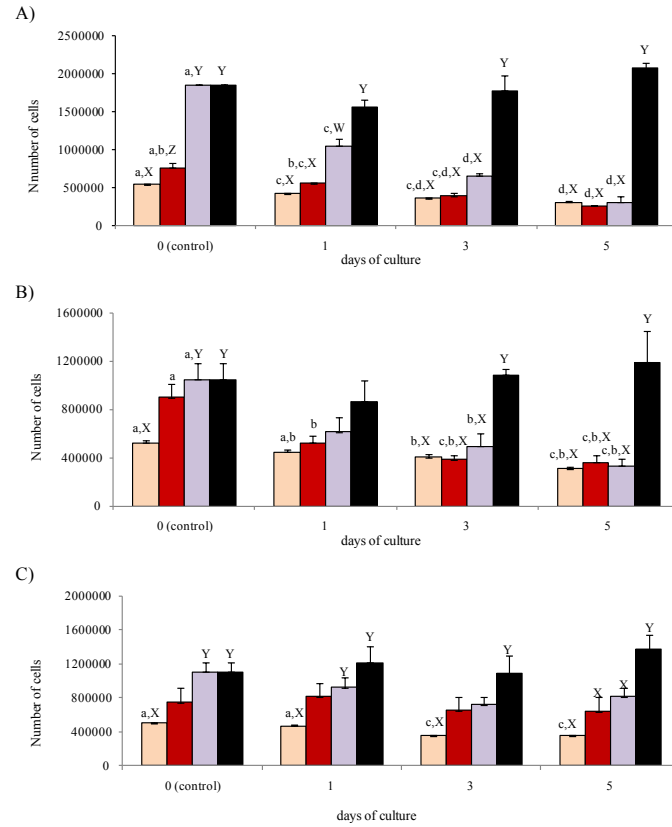 A)
Nnumber of cells
2500000
2000000
1500000
1000000
500000
0
a,X
a,b,Z
a,Y
Y
c,X
b,c,X
c,W
Y
c,d,X
c,d,X
d,X
Y
d,X
d,X
d,X
Y
0 (control)
1
3
5
days of culture
B)
Number of cells
1600000
1200000
800000
400000
0
a,X
a
a,Y
Y
a,b
b
b,X
c,b,X
b,X
Y
c,b,X
c,b,X
c,b,X
Y
0 (control)
1
3
5
days of culture
C)
Number of cells
2000000
1600000
1200000
800000
400000
0
a,X
Y
Y
a,X
Y
Y
c,X
Y
c,X
X
X
Y
0 (control)
1
3
5
days of culture